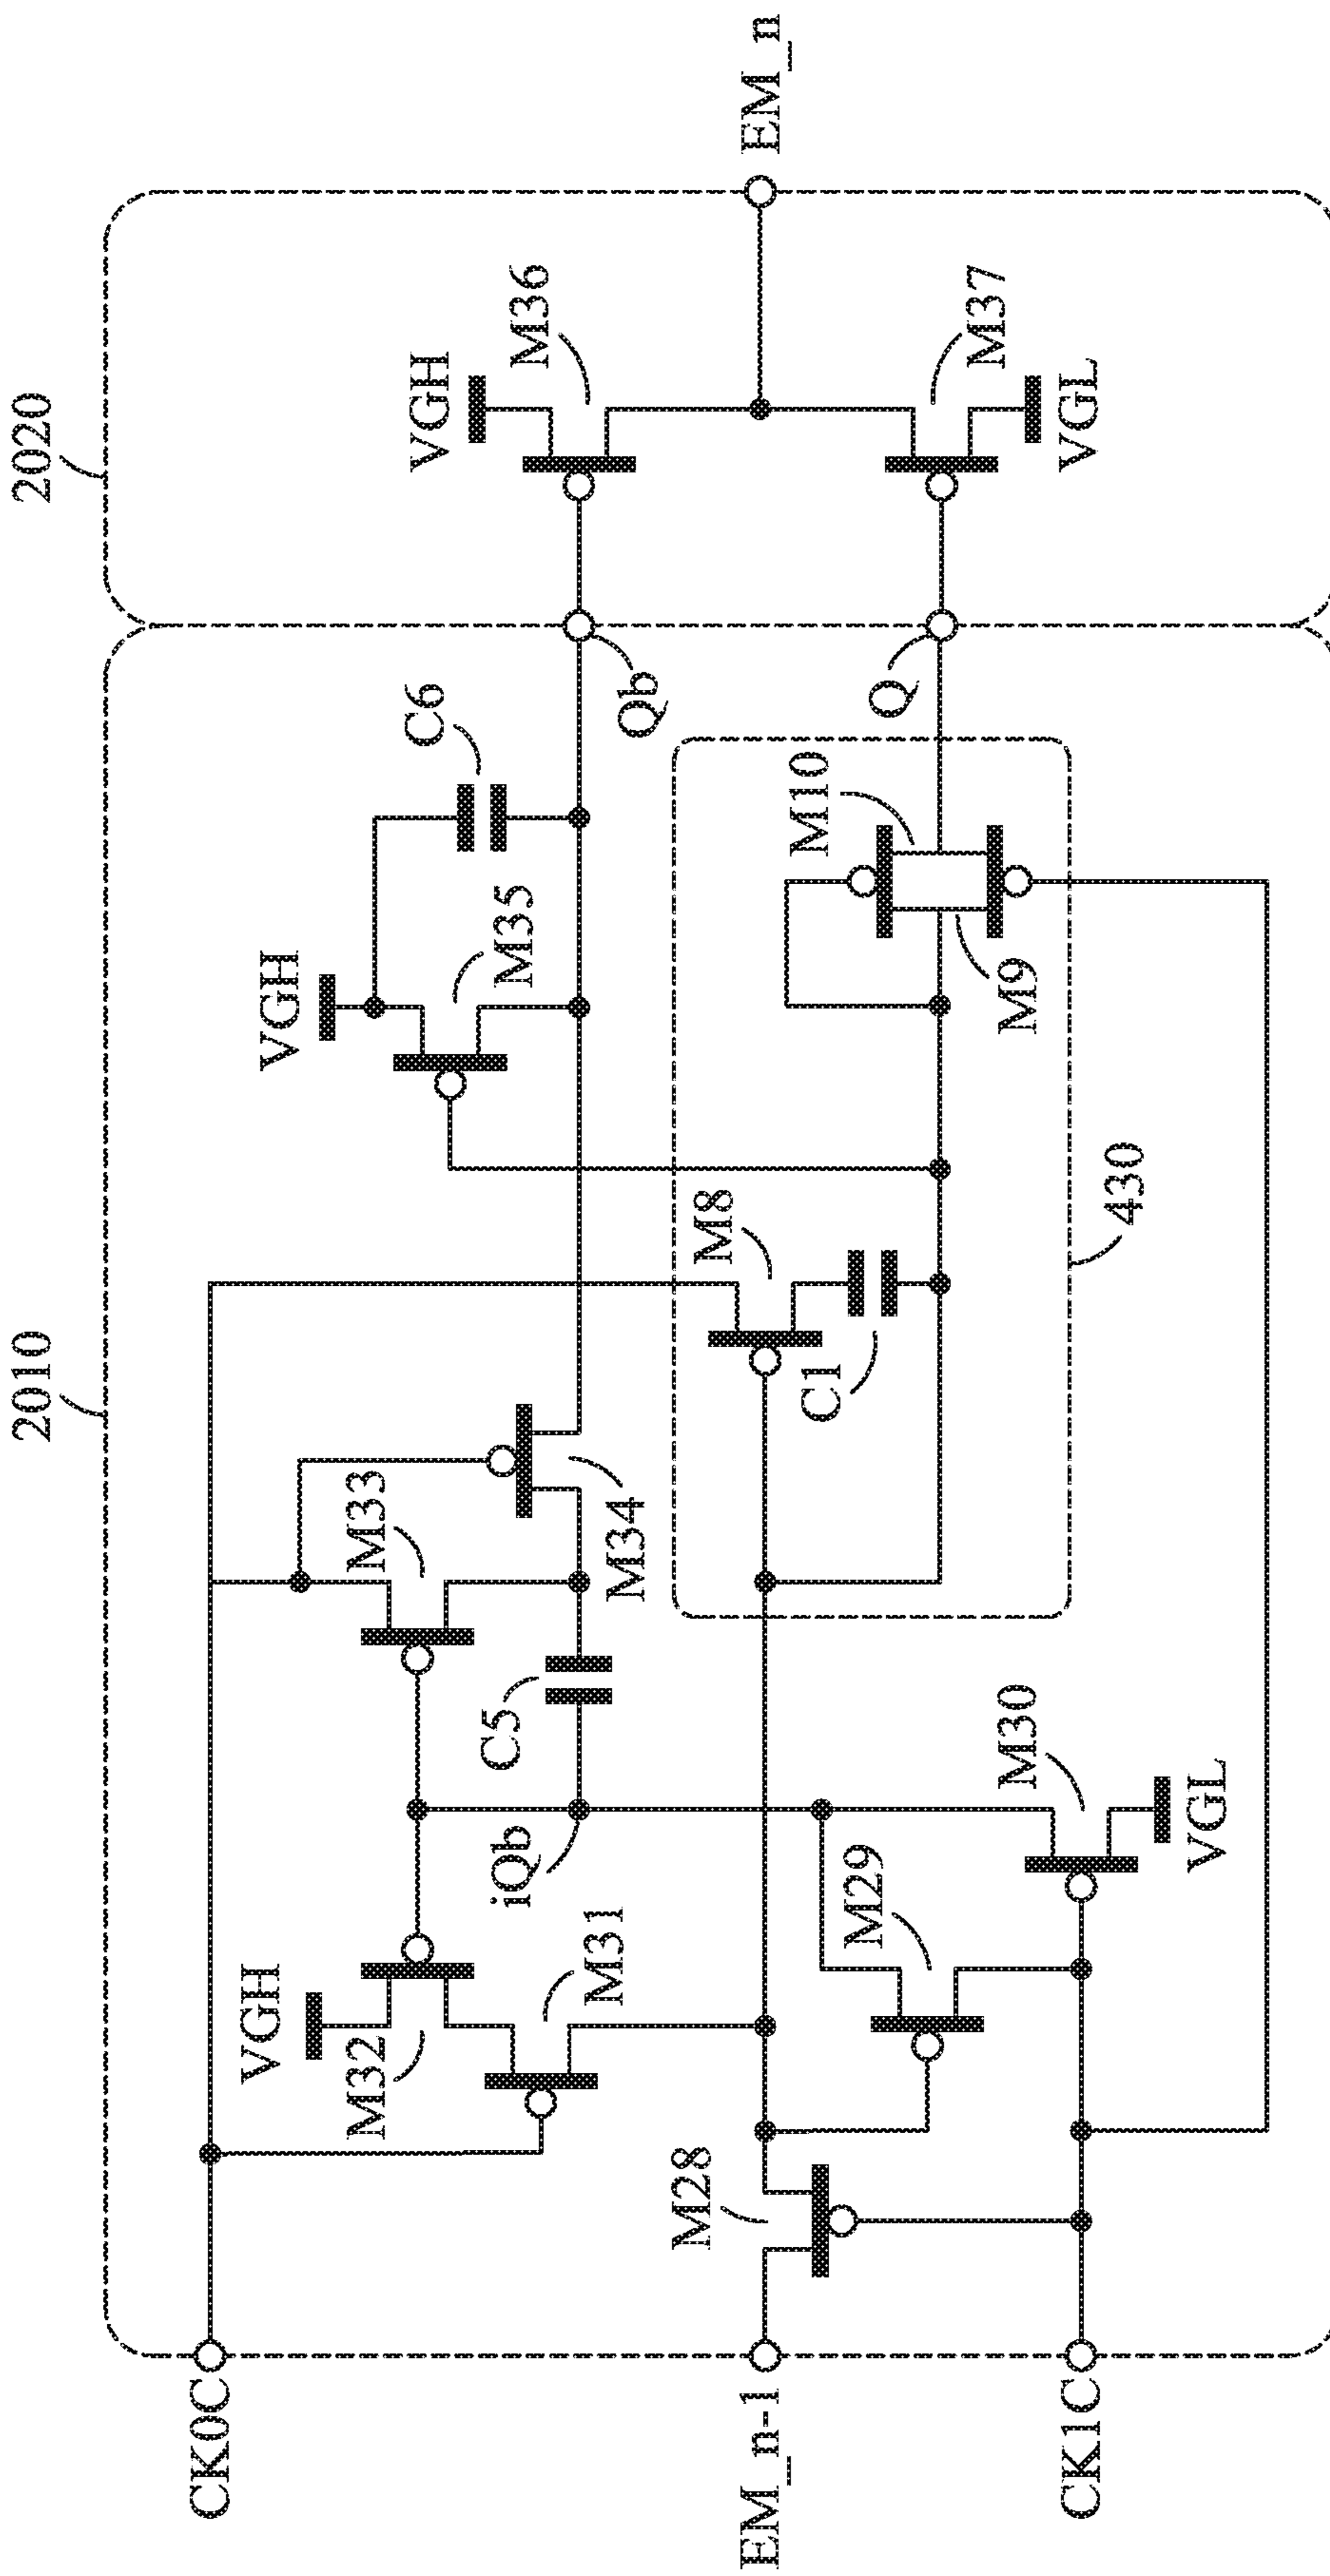 2010
2020
CK0C
EM_n-1
CK1C
VGH
M32
M31
M28
iQb
C5
M33
M34
M29
M30
VGL
M8
C1
430
VGH
M35
C6
M10
M9
Qb
Q
VGH
M36
M37
VGL
EM_n